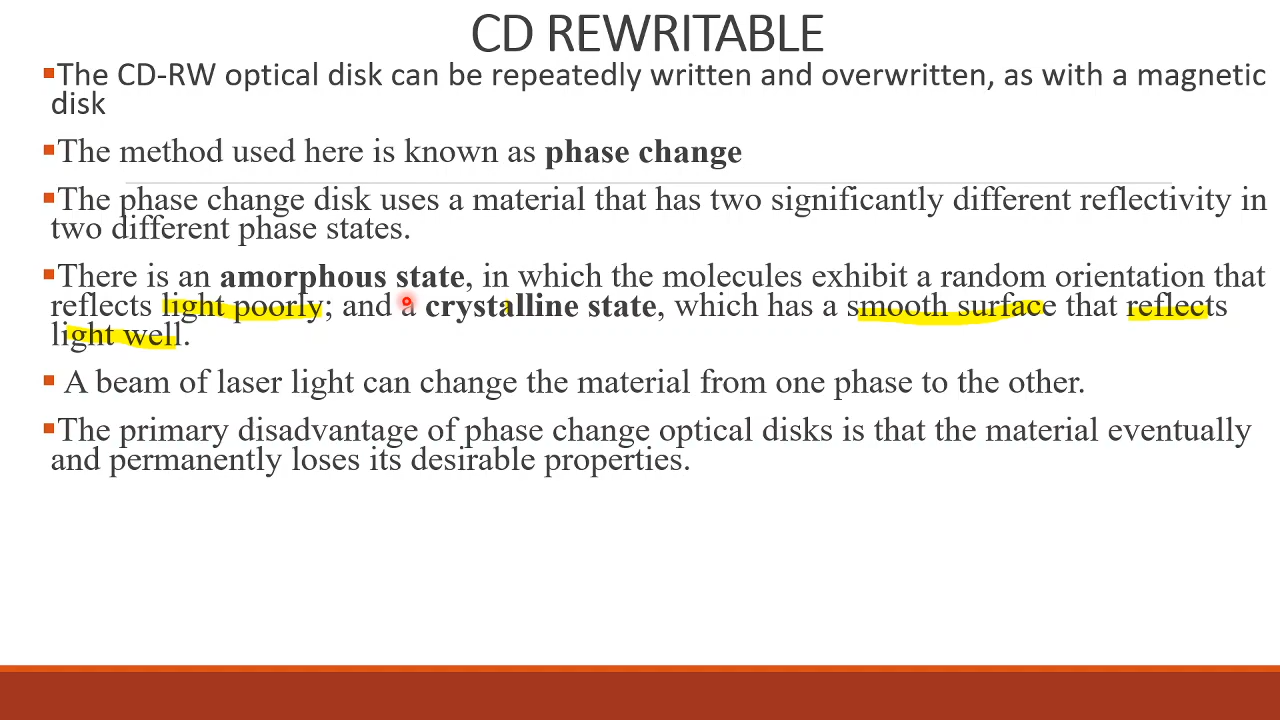 CD REWRITABLE
▪The CD-RW optical disk can be repeatedly written and overwritten, as with a magnetic
disk
▪The method used here is known as phase change
▪The phase change disk uses a material that has two significantly different reflectivity in
two different phase states.
▪There is an amorphous state, in which the molecules exhibit a random orientation that
reflects light poorly; and a crystalline state, which has a smooth surface that reflects
light well.
▪ A beam of laser light can change the material from one phase to the other.
▪The primary disadvantage of phase change optical disks is that the material eventually
and permanently loses its desirable properties.